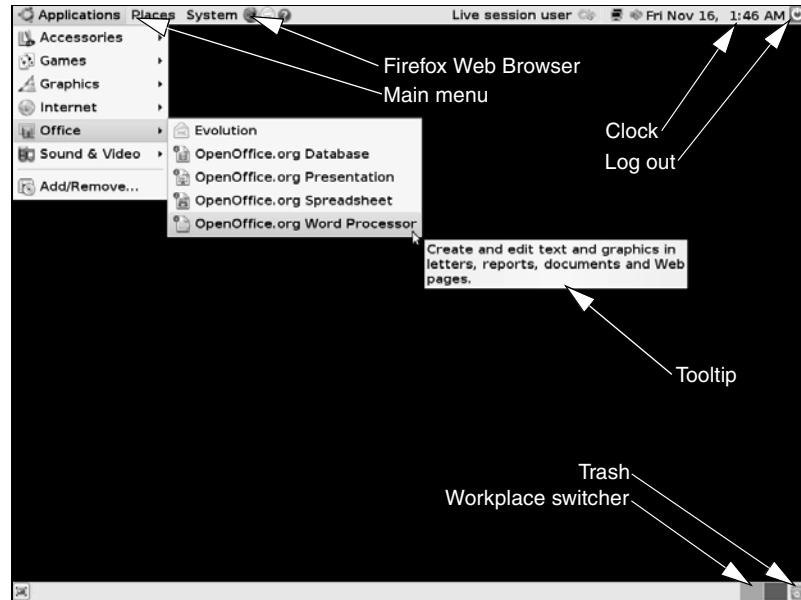 Applications Places System
Live session user Fri Nov 16, 1:46 AM
Accessories
Games
Graphics
Internet
Office
Sound & Video
Add/Remove...
Evolution
OpenOffice.org Database
OpenOffice.org Presentation
OpenOffice.org Spreadsheet
OpenOffice.org Word Processor
Create and edit text and graphics in
letters, reports, documents and Web
pages.
Firefox Web Browser
Main menu
Clock
Log out
Tooltip
Trash
Workplace switcher